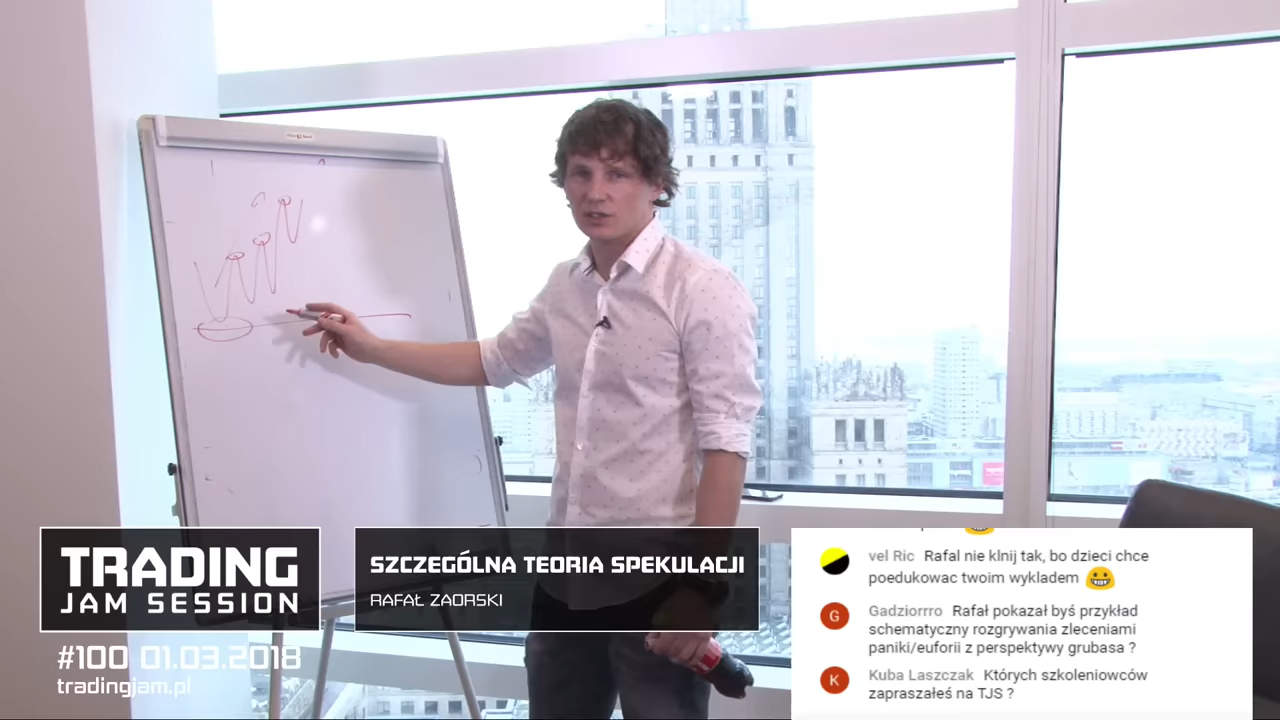 TRADING
JAM SESSION
#100 01.03.2018
tradingjam.pl
SZCZEGÓLNA TEORIA SPEKULACJI
RAFAŁ ZAORSKI
vel Ric Rafal nie klnij tak, bo dzieci chce
poedukowac twoim wykladem 😬
G
Gadziorrro Rafał pokazał byś przykład
schematyczny rozgrywania zleceniami
paniki/euforii z perspektywy grubasa ?
K
Kuba Laszczak Których szkoleniowców
zapraszałeś na TJS ?